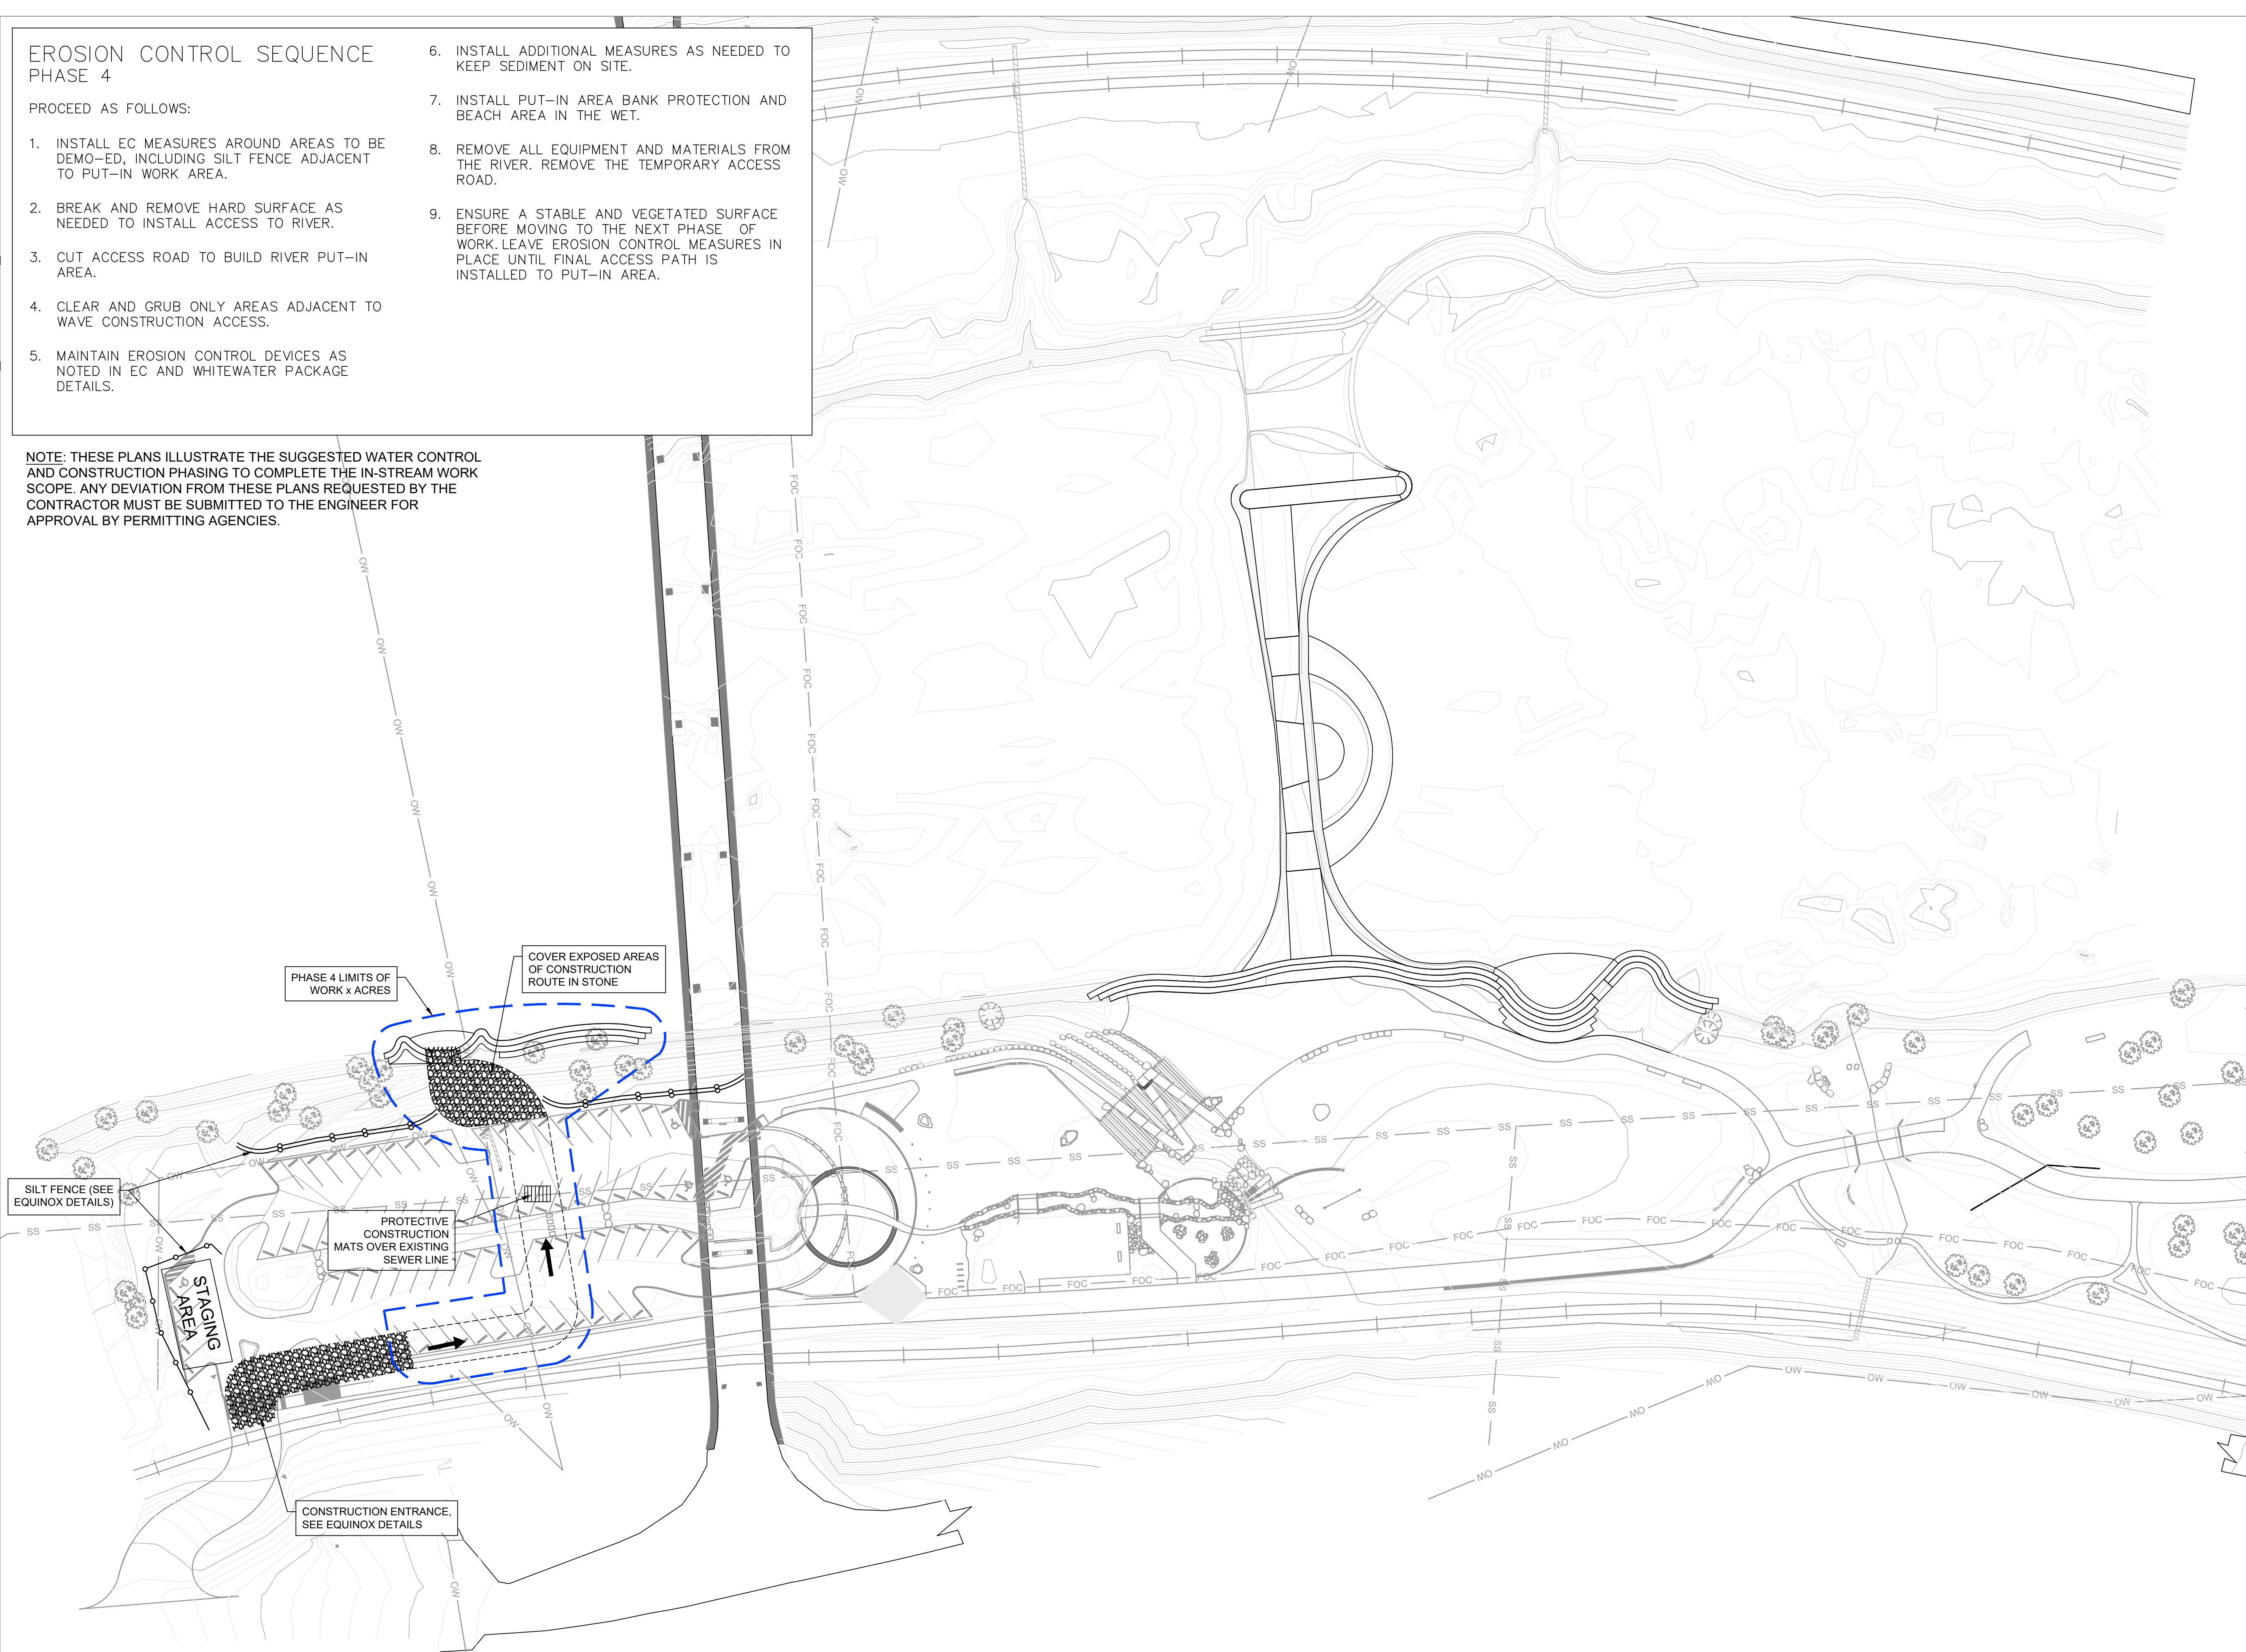 EROSION CONTROL SEQUENCE
PHASE 4
PROCEED AS FOLLOWS:
1. INSTALL EC MEASURES AROUND AREAS TO BE
DEMO-ED, INCLUDING SILT FENCE ADJACENT
TO PUT-IN WORK AREA.
2. BREAK AND REMOVE HARD SURFACE AS
NEEDED TO INSTALL ACCESS TO RIVER.
3. CUT ACCESS ROAD TO BUILD RIVER PUT-IN
AREA.
4. CLEAR AND GRUB ONLY AREAS ADJACENT TO
WAVE CONSTRUCTION ACCESS.
5. MAINTAIN EROSION CONTROL DEVICES AS
NOTED IN EC AND WHITEWATER PACKAGE
DETAILS.
6. INSTALL ADDITIONAL MEASURES AS NEEDED TO
KEEP SEDIMENT ON SITE.
7. INSTALL PUT-IN AREA BANK PROTECTION AND
BEACH AREA IN THE WET.
8. REMOVE ALL EQUIPMENT AND MATERIALS FROM
THE RIVER. REMOVE THE TEMPORARY ACCESS
ROAD.
9. ENSURE A STABLE AND VEGETATED SURFACE
BEFORE MOVING TO THE NEXT PHASE OF
WORK. LEAVE EROSION CONTROL MEASURES IN
PLACE UNTIL FINAL ACCESS PATH IS
INSTALLED TO PUT-IN AREA.
NOTE: THESE PLANS ILLUSTRATE THE SUGGESTED WATER CONTROL
AND CONSTRUCTION PHASING TO COMPLETE THE IN-STREAM WORK
SCOPE. ANY DEVIATION FROM THESE PLANS REQUESTED BY THE
CONTRACTOR MUST BE SUBMITTED TO THE ENGINEER FOR
APPROVAL BY PERMITTING AGENCIES.
PHASE 4 LIMITS OF
WORK x ACRES
COVER EXPOSED AREAS
OF CONSTRUCTION
ROUTE IN STONE
SILT FENCE (SEE
EQUINOX DETAILS)
PROTECTIVE
CONSTRUCTION
MATS OVER EXISTING
SEWER LINE
STAGING
AREA
CONSTRUCTION ENTRANCE,
SEE EQUINOX DETAILS
OW
FOC
SS